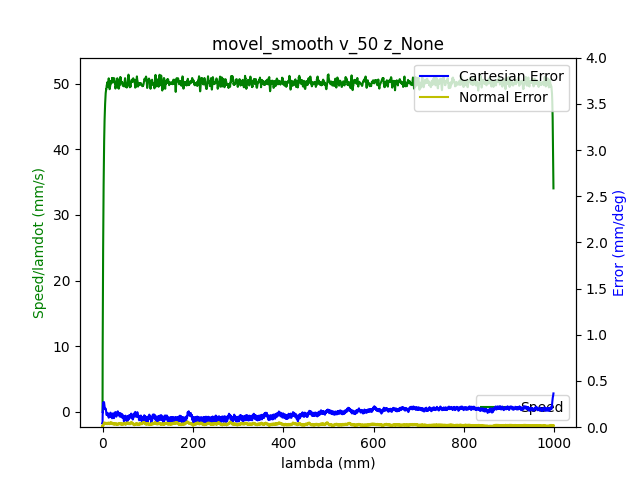 movel_smooth v_50 z_None
Cartesian Error
Normal Error
Speed
Speed/lamdot (mm/s)
0
10
20
30
40
50
Error (mm/deg)
0.0
0.5
1.0
1.5
2.0
2.5
3.0
3.5
4.0
0 200 400 600 800 1000
lambda (mm)